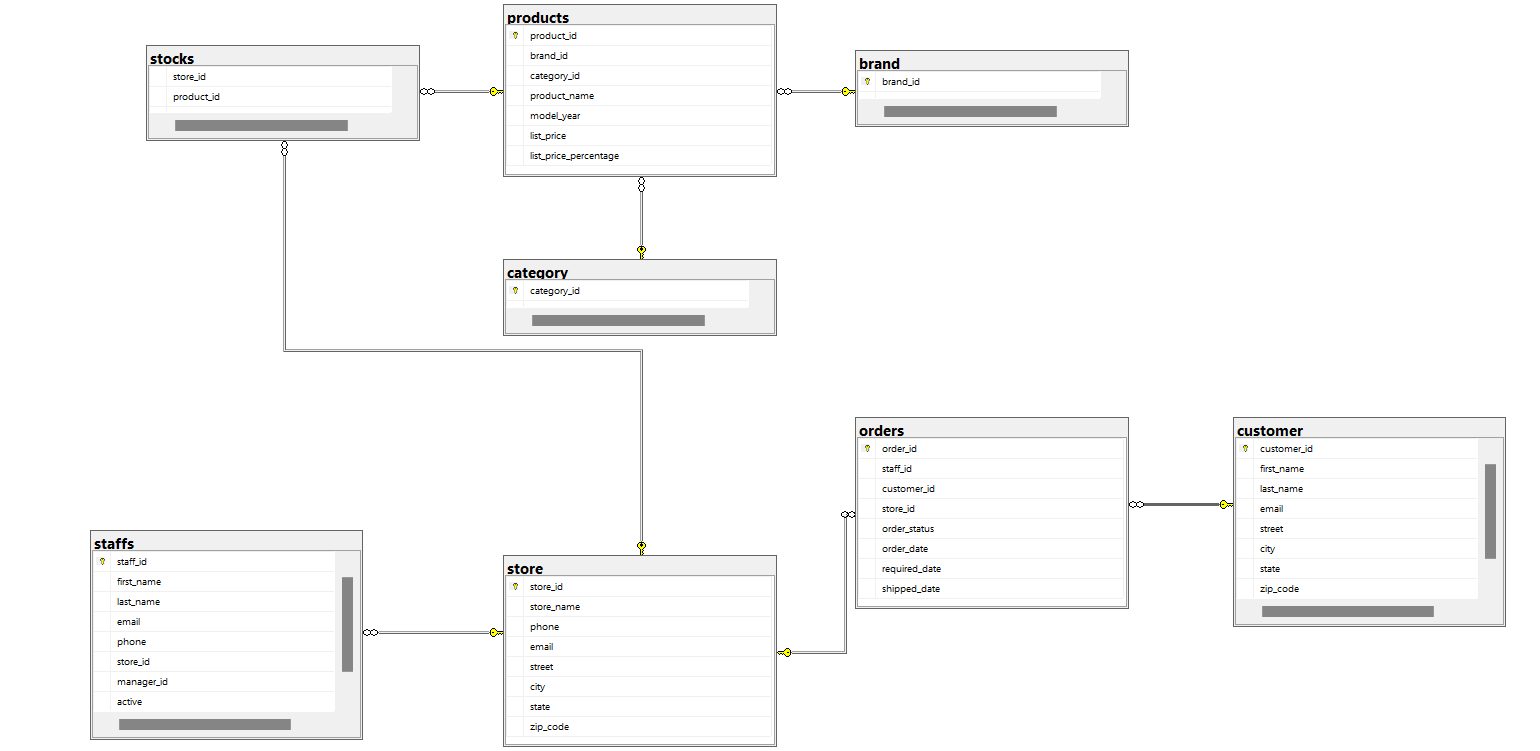 products
product_id
brand_id
category_id
product_name
model_year
list_price
list_price_percentage
stocks
store_id
product_id
brand
brand_id
category
category_id
orders
order_id
staff_id
customer_id
store_id
order_status
order_date
required_date
shipped_date
customer
customer_id
first_name
last_name
email
street
city
state
zip_code
staffs
staff_id
first_name
last_name
email
phone
store_id
manager_id
active
store
store_id
store_name
phone
email
street
city
state
zip_code